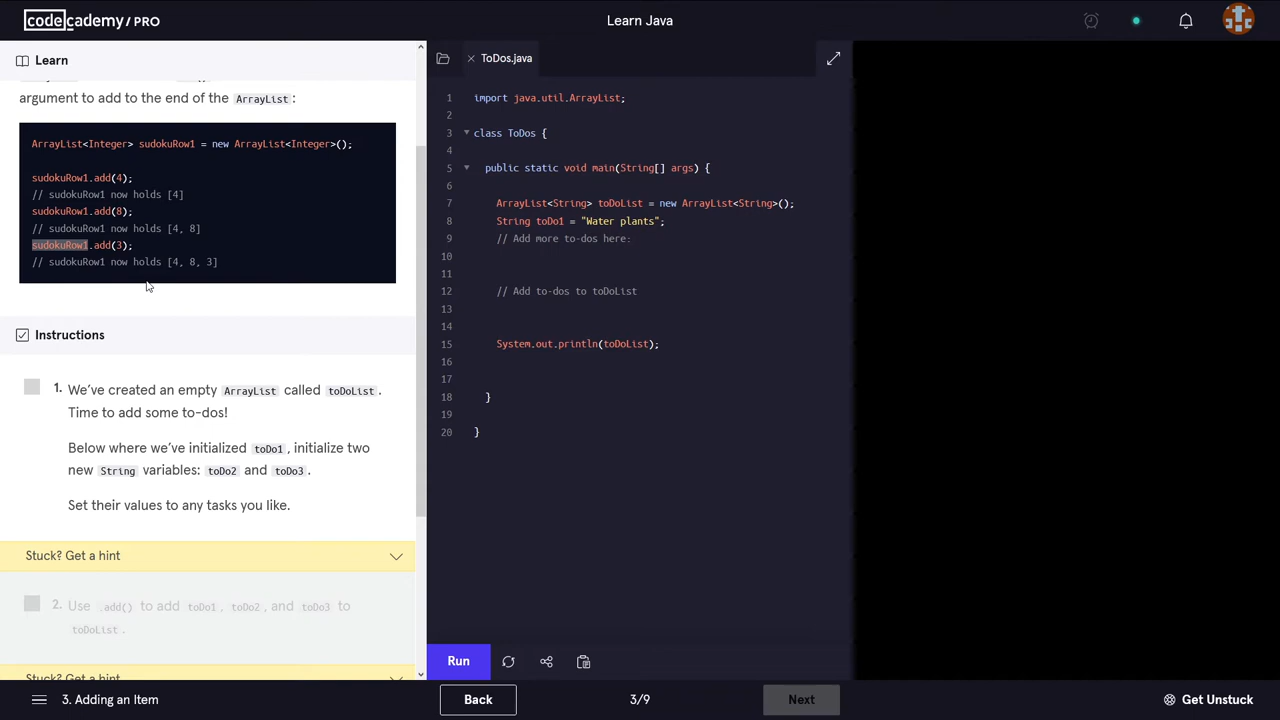 codecademy/PRO
Learn Java
Learn
ToDos.java
argument to add to the end of the ArrayList:
ArrayList<Integer> sudokuRow1 = new ArrayList<Integer>();
sudokuRow1.add(4);
// sudokuRow1 now holds [4]
sudokuRow1.add(8);
// sudokuRow1 now holds [4, 8]
sudokuRow1.add(3);
// sudokuRow1 now holds [4, 8, 3]
Instructions
1. We've created an empty ArrayList called toDoList.
Time to add some to-dos!
Below where we've initialized toDo1, initialize two
new String variables: toDo2 and toDo3.
Set their values to any tasks you like.
Stuck? Get a hint
2. Use .add() to add toDo1, toDo2, and toDo3 to
toDoList.
Stuck? Get a hint
1 import java.util.ArrayList;
2
3 class ToDos {
4
5 public static void main(String[] args) {
6
7 ArrayList<String> toDoList = new ArrayList<String>();
8 String toDo1 = "Water plants";
9 // Add more to-dos here:
10
11
12 // Add to-dos to toDoList
13
14
15 System.out.println(toDoList);
16
17
18 }
19
20 }
Run
3. Adding an Item
Back
3/9
Next
Get Unstuck